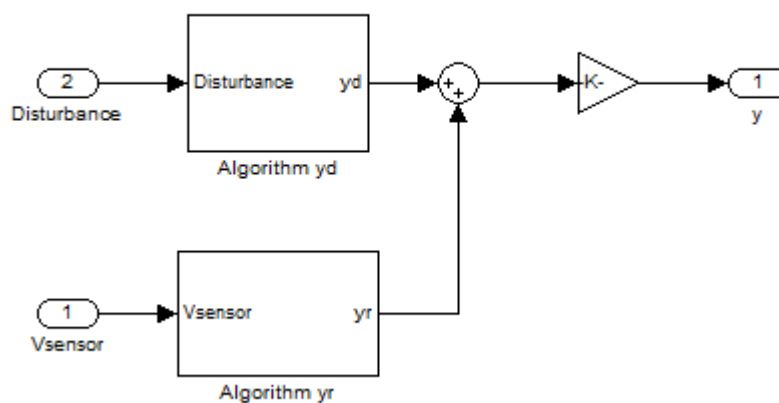 2
Disturbance
Disturbance yd
Algorithm yd
+
+
-K-
1
y
1
Vsensor
Vsensor yr
Algorithm yr